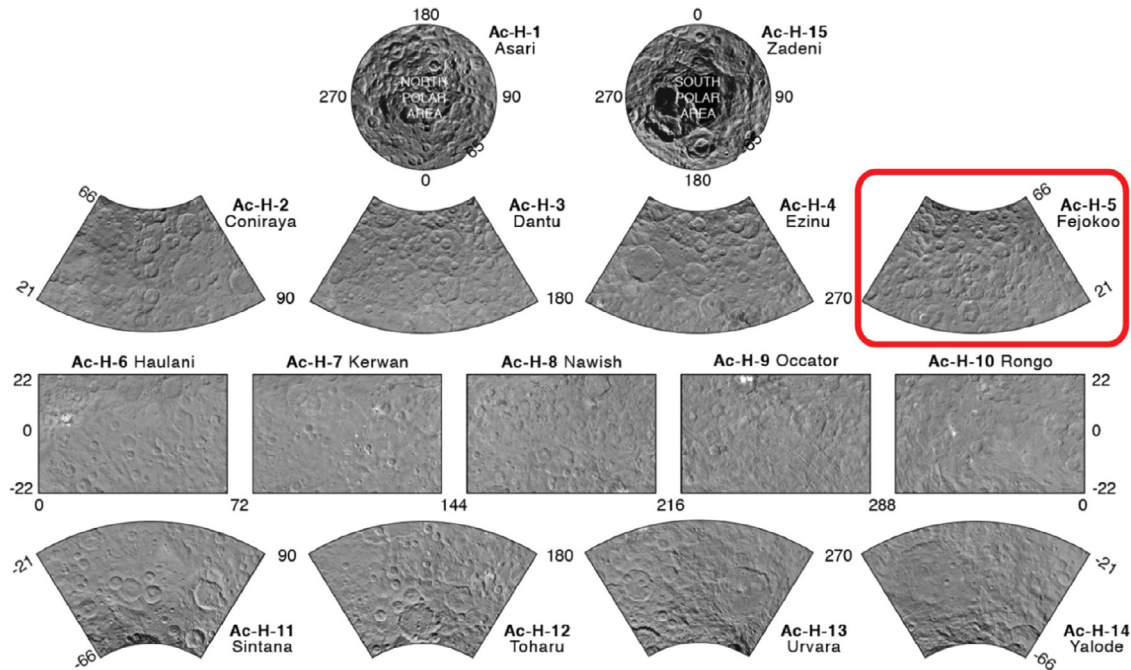 180
Ac-H-1
Asari
270
NORTH
POLAR
AREA
90
65
0
0
Ac-H-15
Zadeni
270
SOUTH
POLAR
AREA
90
-65
180
66
Ac-H-2
Coniraya
21
90
Ac-H-3
Dantu
180
Ac-H-4
Ezinu
270
66
Ac-H-5
Fejokoo
21
Ac-H-6 Haulani
Ac-H-7 Kerwan
Ac-H-8 Nawish
Ac-H-9 Occator
Ac-H-10 Rongo
22
22
0
0
-22
-22
0
72
144
216
288
0
-21
90
180
270
-21
-66
Ac-H-11
Sintana
Ac-H-12
Toharu
Ac-H-13
Urvara
Ac-H-14
Yalode
-66